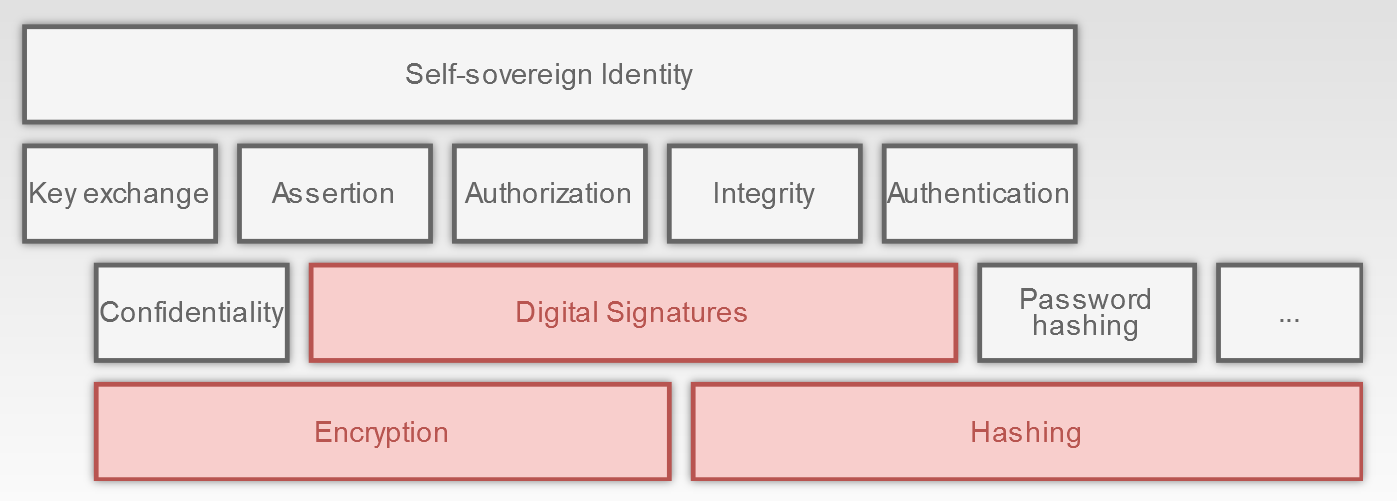 Self-sovereign Identity
Key exchange
Assertion
Authorization
Integrity
Authentication
Confidentiality
Digital Signatures
Password
hashing
...
Encryption
Hashing